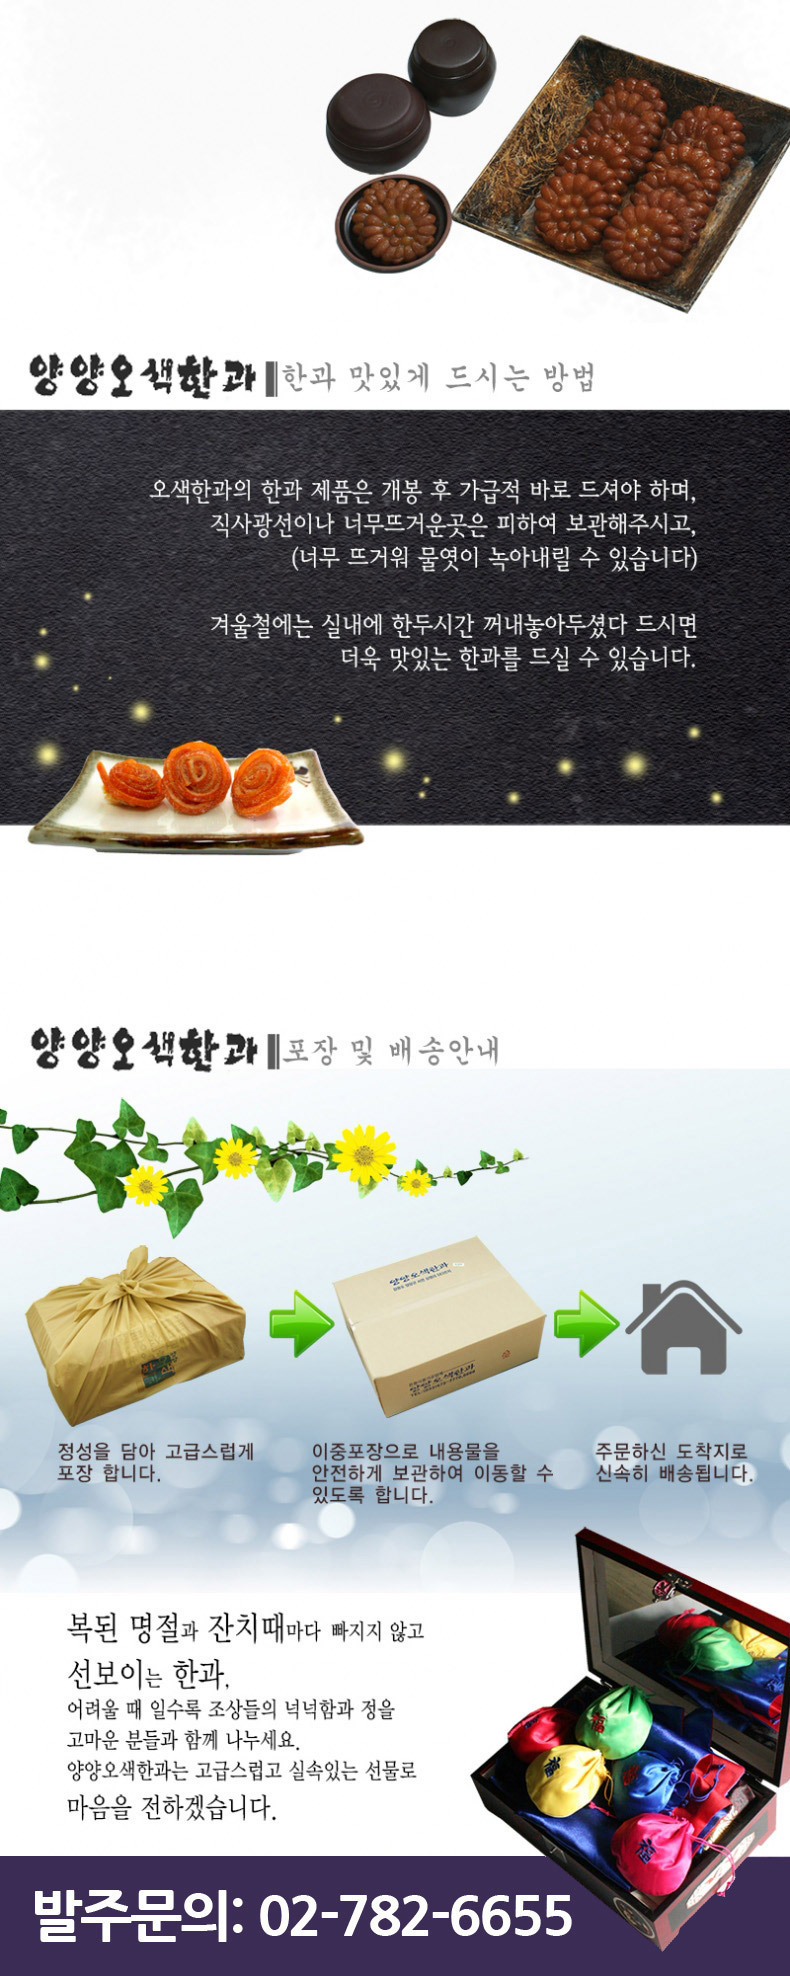 양양오색한과 한과 맛있게 드시는 방법
오색한과의 한과 제품은 개봉 후 가급적 바로 드셔야 하며,
직사광선이나 너무뜨거운곳은 피하여 보관해주시고,
(너무 뜨거워 물엿이 녹아내릴 수 있습니다)
겨울철에는 실내에 한두시간 꺼내놓아두셨다 드시면
더욱 맛있는 한과를 드실 수 있습니다.
양양오색한과 포장 및 배송안내
양양오색한과
양양오색한과
정성을 담아 고급스럽게
포장 합니다.
이중포장으로 내용물을
안전하게 보관하여 이동할 수
있도록 합니다.
주문하신 도착지로
신속히 배송됩니다.
복된 명절과 잔치때마다 빠지지 않고
선보이는 한과,
어려울 때 일수록 조상들의 넉넉함과 정을
고마운 분들과 함께 나누세요.
양양오색한과는 고급스럽고 실속있는 선물로
마음을 전하겠습니다.
福
발주문의: 02-782-6655